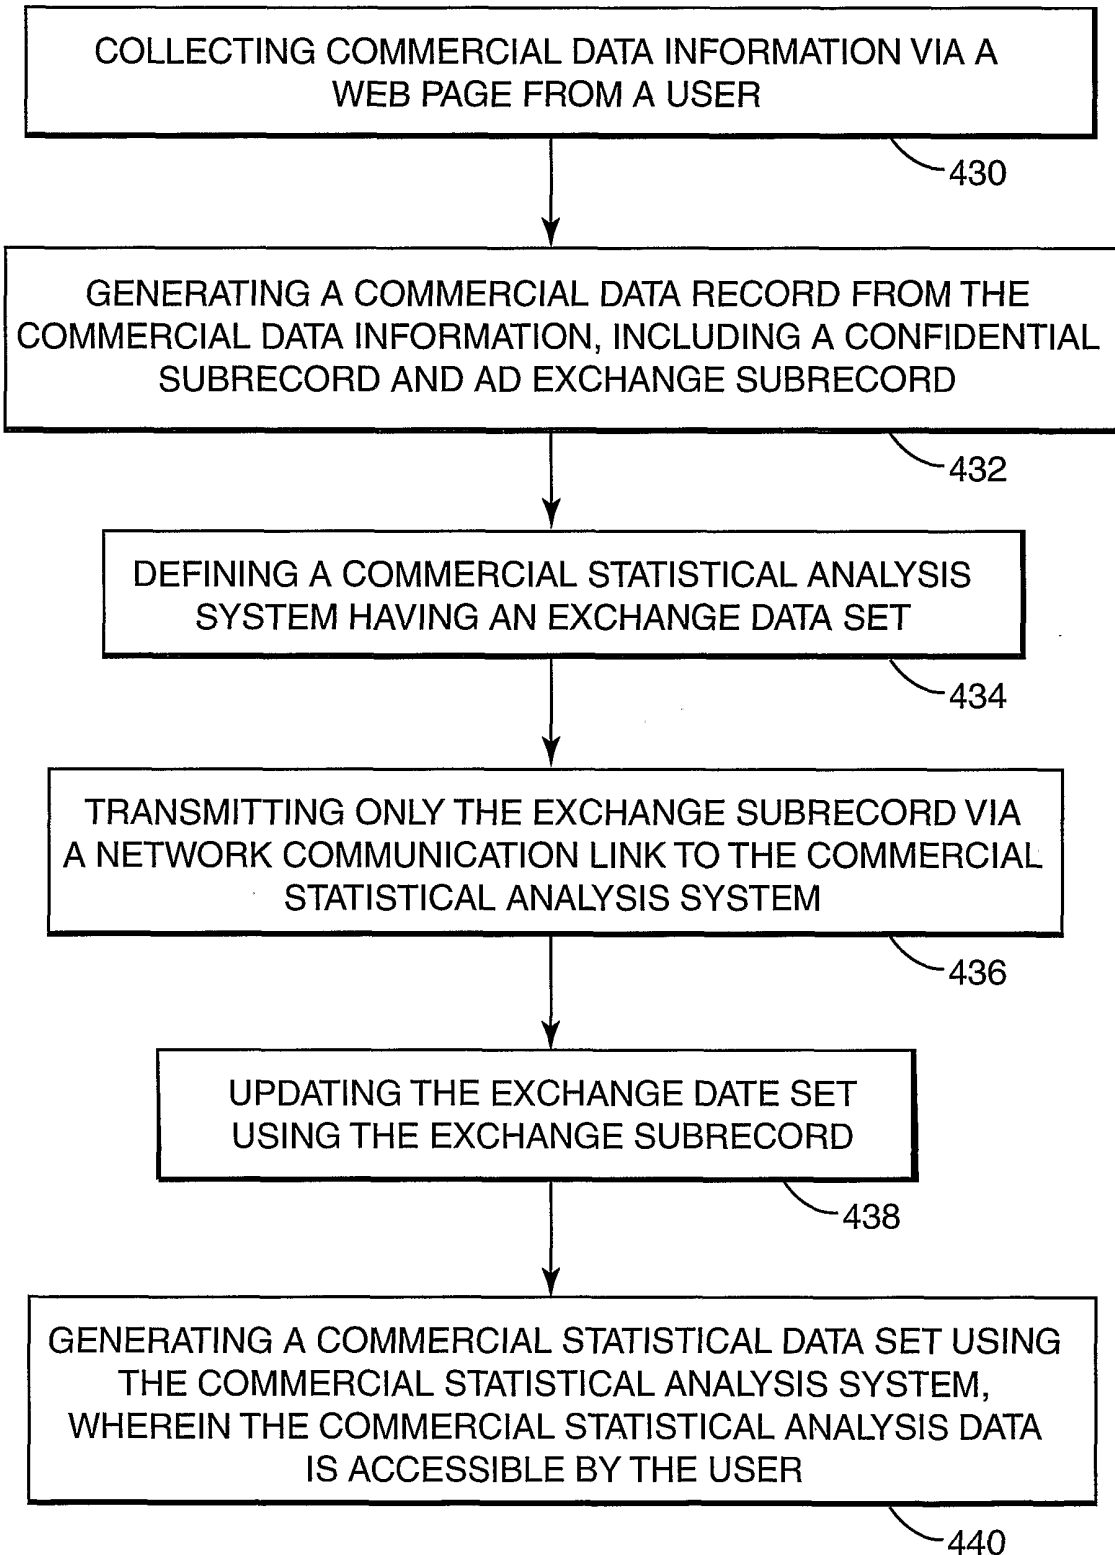 COLLECTING COMMERCIAL DATA INFORMATION VIA A
WEB PAGE FROM A USER
430
GENERATING A COMMERCIAL DATA RECORD FROM THE
COMMERCIAL DATA INFORMATION, INCLUDING A CONFIDENTIAL
SUBRECORD AND AD EXCHANGE SUBRECORD
432
DEFINING A COMMERCIAL STATISTICAL ANALYSIS
SYSTEM HAVING AN EXCHANGE DATA SET
434
TRANSMITTING ONLY THE EXCHANGE SUBRECORD VIA
A NETWORK COMMUNICATION LINK TO THE COMMERCIAL
STATISTICAL ANALYSIS SYSTEM
436
UPDATING THE EXCHANGE DATE SET
USING THE EXCHANGE SUBRECORD
438
GENERATING A COMMERCIAL STATISTICAL DATA SET USING
THE COMMERCIAL STATISTICAL ANALYSIS SYSTEM,
WHEREIN THE COMMERCIAL STATISTICAL ANALYSIS DATA
IS ACCESSIBLE BY THE USER
440